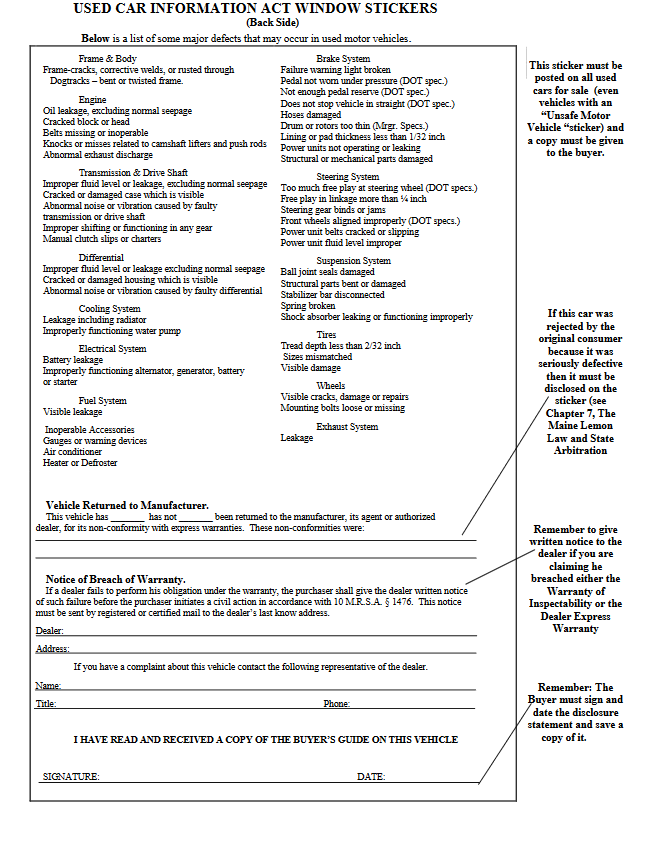 USED CAR INFORMATION ACT WINDOW STICKERS
(Back Side)
Below is a list of some major defects that may occur in used motor vehicles.
Frame & Body
Frame-cracks, corrective welds, or rusted through
Dogtracks – bent or twisted frame.
Engine
Oil leakage, excluding normal seepage
Cracked block or head
Belts missing or inoperable
Knocks or misses related to camshaft lifters and push rods
Abnormal exhaust discharge
Transmission & Drive Shaft
Improper fluid level or leakage, excluding normal seepage
Cracked or damaged case which is visible
Abnormal noise or vibration caused by faulty
transmission or drive shaft
Improper shifting or functioning in any gear
Manual clutch slips or charters
Differential
Improper fluid level or leakage excluding normal seepage
Cracked or damaged housing which is visible
Abnormal noise or vibration caused by faulty differential
Cooling System
Leakage including radiator
Improperly functioning water pump
Electrical System
Battery leakage
Improperly functioning alternator, generator, battery
or starter
Fuel System
Visible leakage
Inoperable Accessories
Gauges or warning devices
Air conditioner
Heater or Defroster
Brake System
Failure warning light broken
Pedal not worn under pressure (DOT spec.)
Not enough pedal reserve (DOT spec.)
Does not stop vehicle in straight (DOT spec.)
Hoses damaged
Drum or rotors too thin (Mrgr. Specs.)
Lining or pad thickness less than 1/32 inch
Power units not operating or leaking
Structural or mechanical parts damaged
Steering System
Too much free play at steering wheel (DOT specs.)
Free play in linkage more than ¼ inch
Steering gear binds or jams
Front wheels aligned improperly (DOT specs.)
Power unit belts cracked or slipping
Power unit fluid level improper
Suspension System
Ball joint seals damaged
Structural parts bent or damaged
Stabilizer bar disconnected
Spring broken
Shock absorber leaking or functioning improperly
Tires
Tread depth less than 2/32 inch
Sizes mismatched
Visible damage
Wheels
Visible cracks, damage or repairs
Mounting bolts loose or missing
Exhaust System
Leakage
Vehicle Returned to Manufacturer.
This vehicle has _______ has not _______ been returned to the manufacturer, its agent or authorized
dealer, for its non-conformity with express warranties. These non-conformities were:
Notice of Breach of Warranty.
If a dealer fails to perform his obligation under the warranty, the purchaser shall give the dealer written notice
of such failure before the purchaser initiates a civil action in accordance with 10 M.R.S.A. § 1476. This notice
must be sent by registered or certified mail to the dealer's last know address.
Dealer:
Address:
If you have a complaint about this vehicle contact the following representative of the dealer.
Name:
Title: Phone:
I HAVE READ AND RECEIVED A COPY OF THE BUYER'S GUIDE ON THIS VEHICLE
SIGNATURE: DATE:
This sticker must be
posted on all used
cars for sale (even
vehicles with an
"Unsafe Motor
Vehicle "sticker) and
a copy must be given
to the buyer.
If this car was
rejected by the
original consumer
because it was
seriously defective
then it must be
disclosed on the
sticker (see
Chapter 7, The
Maine Lemon
Law and State
Arbitration
Remember to give
written notice to the
dealer if you are
claiming he
breached either the
Warranty of
Inspectability or the
Dealer Express
Warranty
Remember: The
Buyer must sign and
date the disclosure
statement and save a
copy of it.